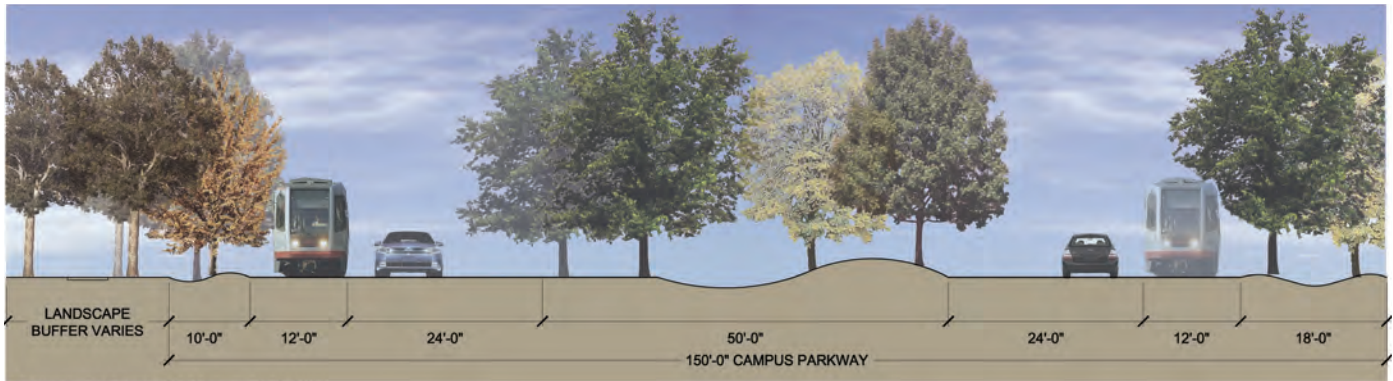 LANDSCAPE
BUFFER VARIES
10'-0"
12'-0"
24'-0"
50'-0"
24'-0"
12'-0"
18'-0"
150'-0" CAMPUS PARKWAY